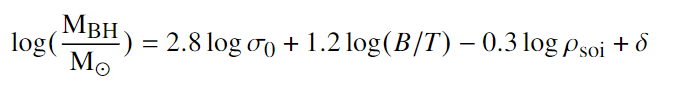 log(M_BH/M_⊙) = 2.8 log σ_0 + 1.2 log(B/T) − 0.3 log ρ_soi + δ